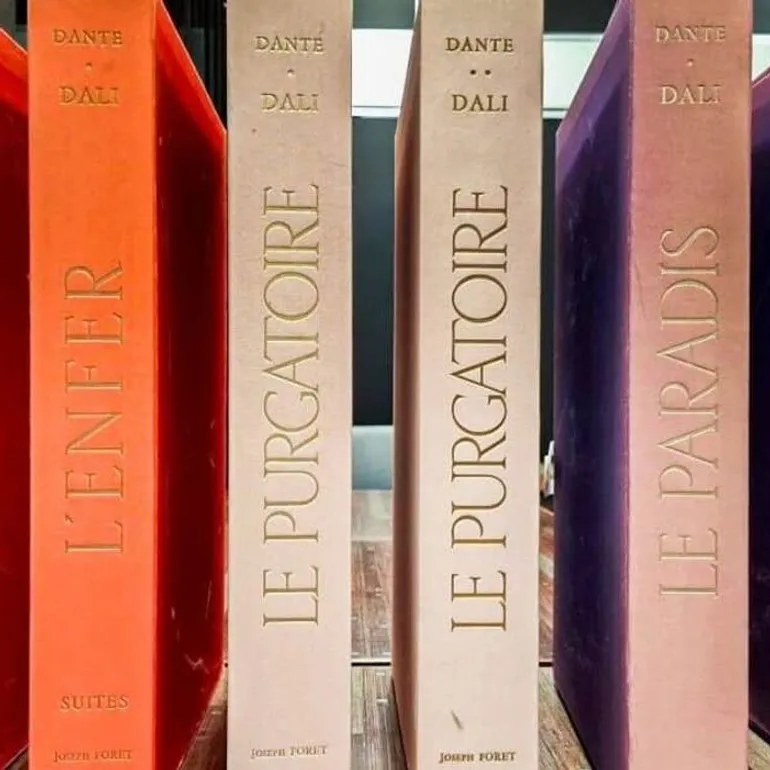 DANTE
•
DALI
L'ENFER
SUITES
JOSEPH FORET
DANTE
•
DALI
LE PURGATOIRE
JOSEPH FORET
DANTE
• •
DALI
LE PURGATOIRE
JOSEPH FORET
DANTE
•
DALI
LE PARADIS